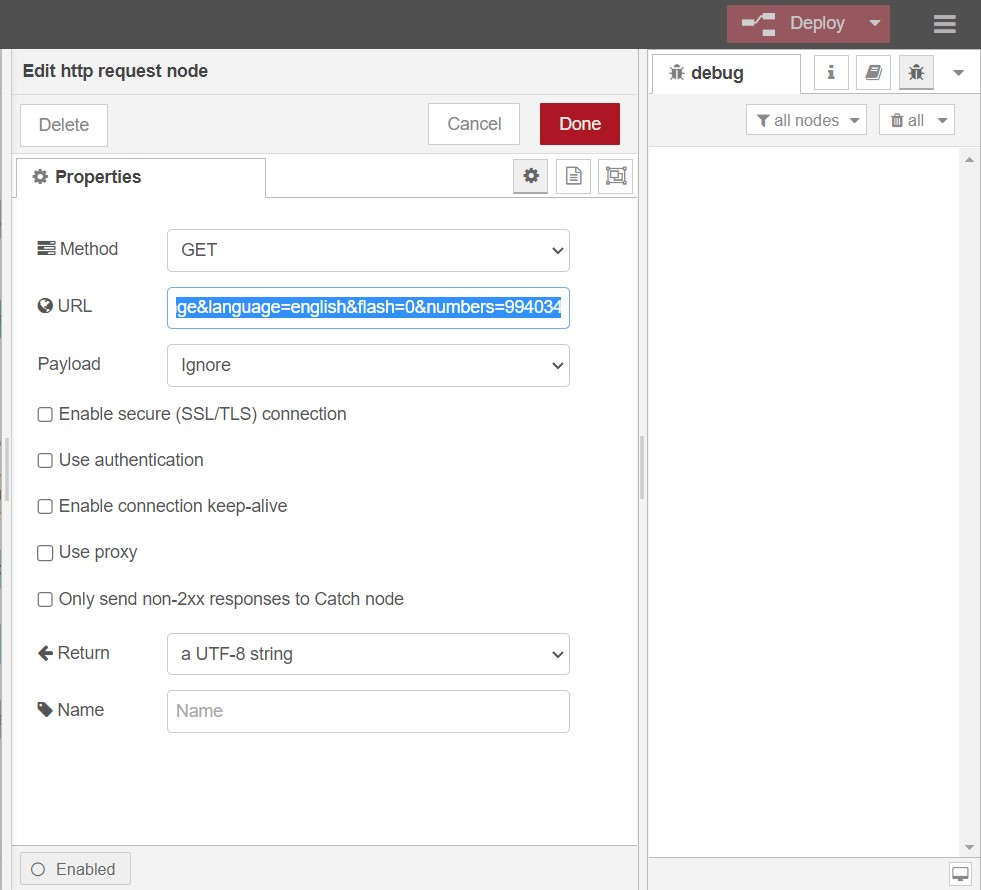 Deploy
Edit http request node
debug
Delete
Cancel
Done
all nodes
all
Properties
Method
GET
URL
ge&language=english&flash=0&numbers=994034
Payload
Ignore
Enable secure (SSL/TLS) connection
Use authentication
Enable connection keep-alive
Use proxy
Only send non-2xx responses to Catch node
Return
a UTF-8 string
Name
Name
Enabled